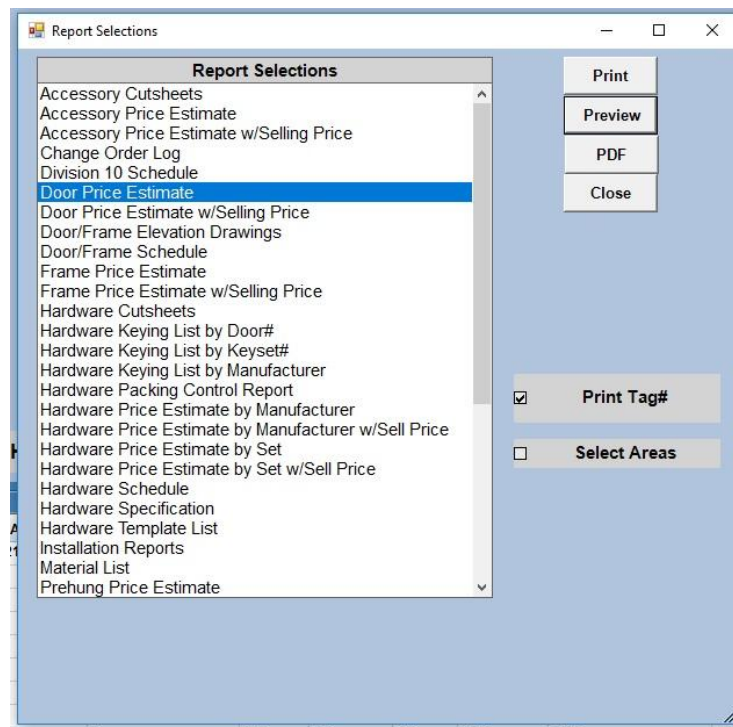 Report Selections
Report Selections
Accessory Cutsheets
Accessory Price Estimate
Accessory Price Estimate w/Selling Price
Change Order Log
Division 10 Schedule
Door Price Estimate
Door Price Estimate w/Selling Price
Door/Frame Elevation Drawings
Door/Frame Schedule
Frame Price Estimate
Frame Price Estimate w/Selling Price
Hardware Cutsheets
Hardware Keying List by Door#
Hardware Keying List by Keyset#
Hardware Keying List by Manufacturer
Hardware Packing Control Report
Hardware Price Estimate by Manufacturer
Hardware Price Estimate by Manufacturer w/Sell Price
Hardware Price Estimate by Set
Hardware Price Estimate by Set w/Sell Price
Hardware Schedule
Hardware Specification
Hardware Template List
Installation Reports
Material List
Prehung Price Estimate
Print
Preview
PDF
Close
Print Tag#
Select Areas